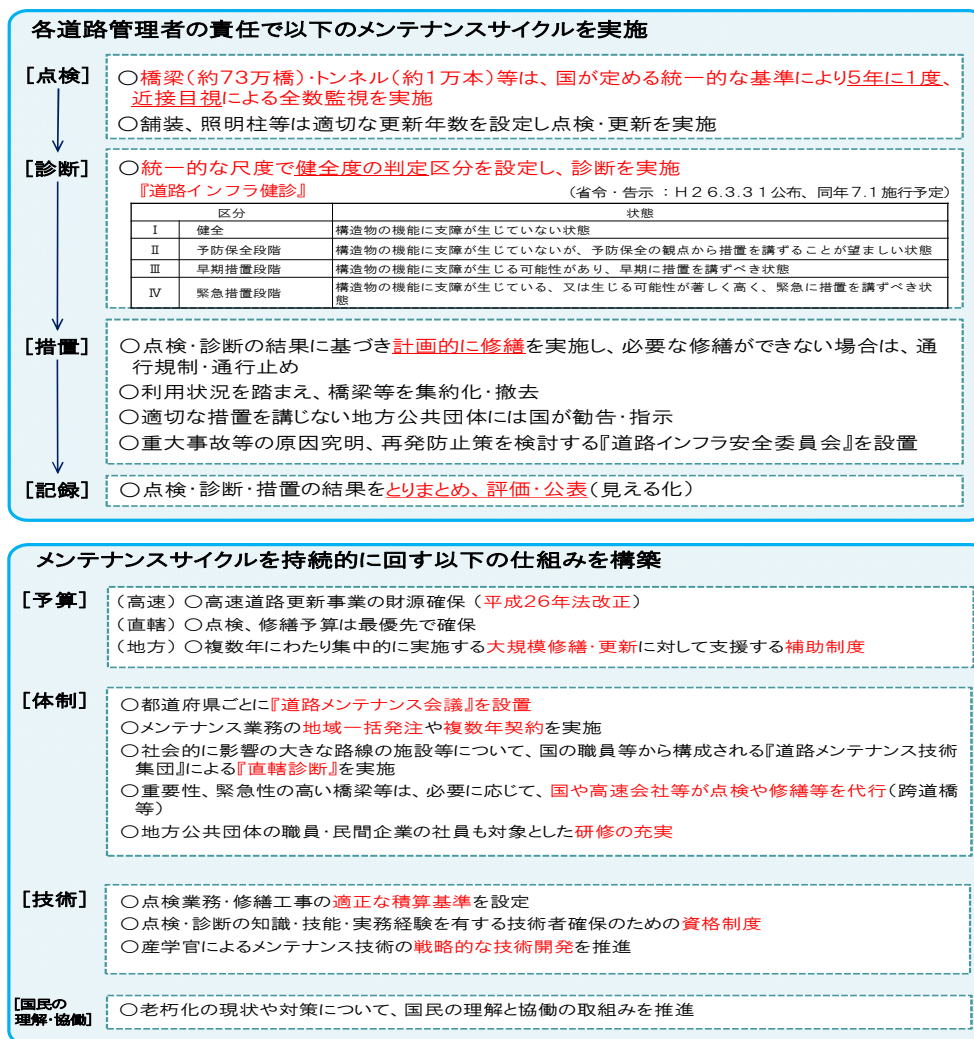 各道路管理者の責任で以下のメンテナンスサイクルを実施
[点検]
○橋梁(約73万橋)・トンネル(約1万本)等は、国が定める統一的な基準により5年に1度、
近接目視による全数監視を実施
○舗装、照明柱等は適切な更新年数を設定し点検・更新を実施
[診断]
○統一的な尺度で健全度の判定区分を設定し、診断を実施
『道路インフラ健診』
(省令・告示：H26.3.31公布、同年7.1施行予定)
区分 状態
Ⅰ 健全 構造物の機能に支障が生じていない状態
Ⅱ 予防保全段階 構造物の機能に支障が生じていないが、予防保全の観点から措置を講ずることが望ましい状態
Ⅲ 早期措置段階 構造物の機能に支障が生じる可能性があり、早期に措置を講ずべき状態
Ⅳ 緊急措置段階 構造物の機能に支障が生じている、又は生じる可能性が著しく高く、緊急に措置を講ずべき状
態
[措置]
○点検・診断の結果に基づき計画的に修繕を実施し、必要な修繕ができない場合は、通
行規制・通行止め
○利用状況を踏まえ、橋梁等を集約化・撤去
○適切な措置を講じない地方公共団体には国が勧告・指示
○重大事故等の原因究明、再発防止策を検討する『道路インフラ安全委員会』を設置
[記録]
○点検・診断・措置の結果をとりまとめ、評価・公表(見える化)
メンテナンスサイクルを持続的に回す以下の仕組みを構築
[予算]
(高速) ○高速道路更新事業の財源確保 (平成26年法改正)
(直轄) ○点検、修繕予算は最優先で確保
(地方) ○複数年にわたり集中的に実施する大規模修繕・更新に対して支援する補助制度
[体制]
○都道府県ごとに『道路メンテナンス会議』を設置
○メンテナンス業務の地域一括発注や複数年契約を実施
○社会的に影響の大きな路線の施設等について、国の職員等から構成される『道路メンテナンス技術
集団』による『直轄診断』を実施
○重要性、緊急性の高い橋梁等は、必要に応じて、国や高速会社等が点検や修繕等を代行(跨道橋
等)
○地方公共団体の職員・民間企業の社員も対象とした研修の充実
[技術]
○点検業務・修繕工事の適正な積算基準を設定
○点検・診断の知識・技能・実務経験を有する技術者確保のための資格制度
○産学官によるメンテナンス技術の戦略的な技術開発を推進
[国民の
理解・協働]
○老朽化の現状や対策について、国民の理解と協働の取組みを推進